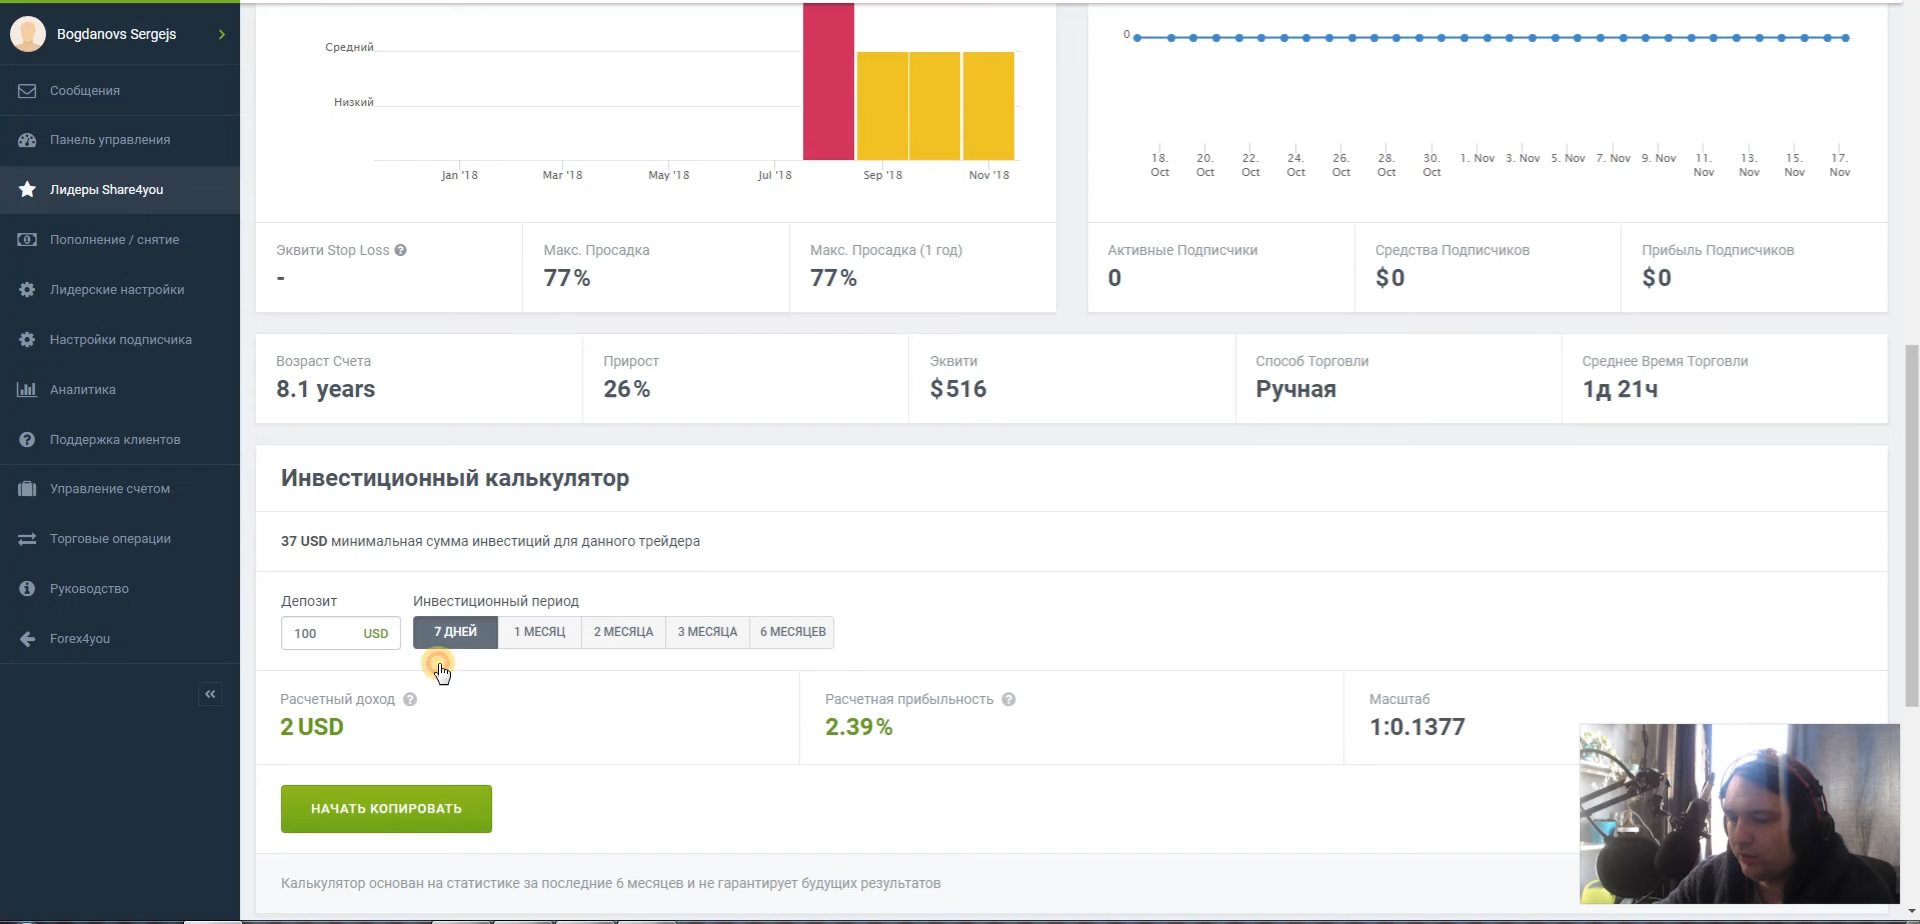 Bogdanovs Sergejs
Сообщения
Панель управления
Лидеры Share4you
Пополнение / снятие
Лидерские настройки
Настройки подписчика
Аналитика
Поддержка клиентов
Управление счетом
Торговые операции
Руководство
Forex4you
Средний
Низкий
Jan '18 Mar '18 May '18 Jul '18 Sep '18 Nov '18
0
18. Oct 20. Oct 22. Oct 24. Oct 26. Oct 28. Oct 30. Oct 1. Nov 3. Nov 5. Nov 7. Nov 9. Nov 11. Nov 13. Nov 15. Nov 17. Nov
Эквити Stop Loss ?
-
Макс. Просадка
77%
Макс. Просадка (1 год)
77%
Активные Подписчики
0
Средства Подписчиков
$0
Прибыль Подписчиков
$0
Возраст Счета
8.1 years
Прирост
26%
Эквити
$516
Способ Торговли
Ручная
Среднее Время Торговли
1д 21ч
Инвестиционный калькулятор
37 USD минимальная сумма инвестиций для данного трейдера
Депозит
100 USD
Инвестиционный период
7 ДНЕЙ 1 МЕСЯЦ 2 МЕСЯЦА 3 МЕСЯЦА 6 МЕСЯЦЕВ
Расчетный доход ?
2 USD
Расчетная прибыльность ?
2.39%
Масштаб
1:0.1377
НАЧАТЬ КОПИРОВАТЬ
Калькулятор основан на статистике за последние 6 месяцев и не гарантирует будущих результатов